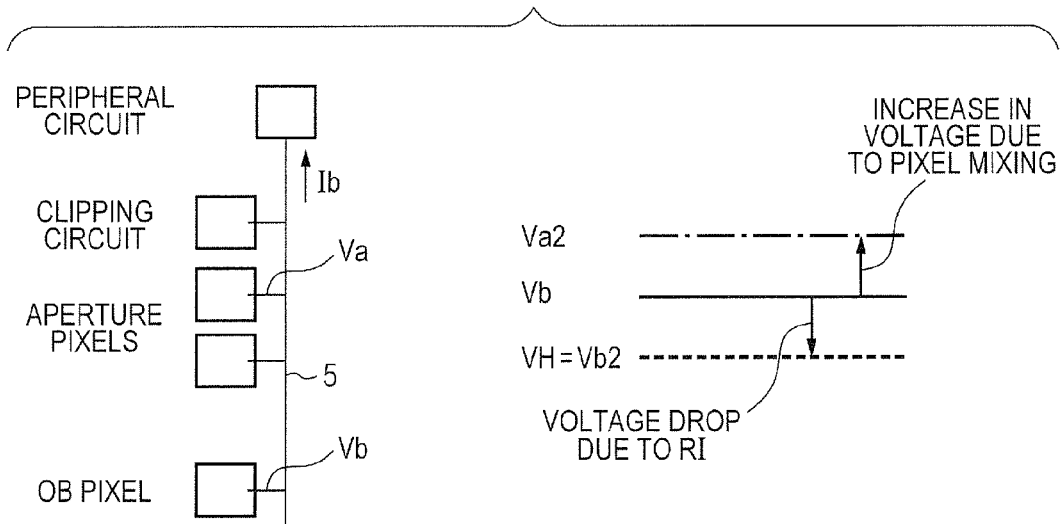 PERIPHERAL
CIRCUIT
Ib
CLIPPING
CIRCUIT
Va
APERTURE
PIXELS
5
Vb
OB PIXEL
INCREASE IN
VOLTAGE DUE
TO PIXEL MIXING
Va2
Vb
VH = Vb2
VOLTAGE DROP
DUE TO RI